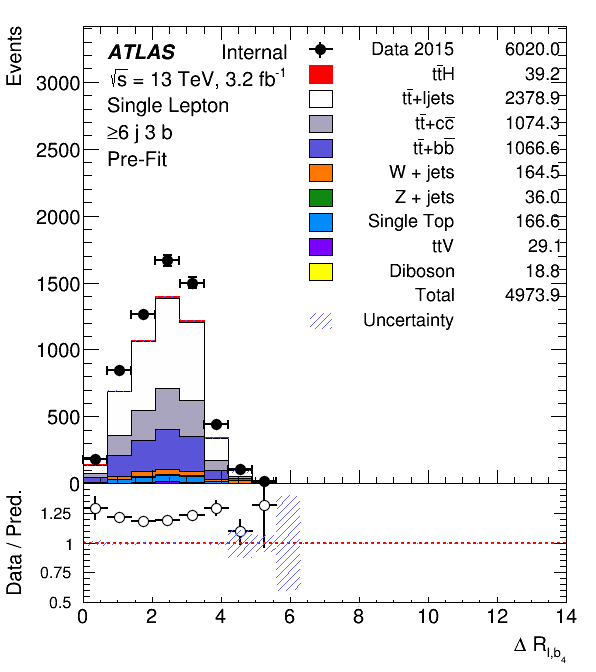 Events
ATLAS Internal
√s = 13 TeV, 3.2 fb⁻¹
Single Lepton
≥6 j 3 b
Pre-Fit
Data 2015 6020.0
tt̄H 39.2
tt̄+ljets 2378.9
tt̄+cc̄ 1074.3
tt̄+bb̄ 1066.6
W + jets 164.5
Z + jets 36.0
Single Top 166.6
ttV 29.1
Diboson 18.8
Total 4973.9
Uncertainty
3000
2500
2000
1500
1000
500
0
Data / Pred.
1.25
1
0.75
0.5
0 2 4 6 8 10 12 14
Δ R_{l,b_4}